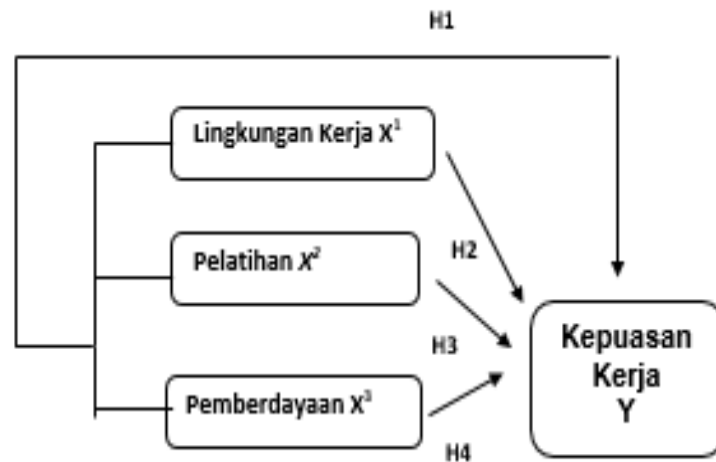 H1
Lingkungan Kerja X¹
Pelatihan X²
H2
H3
Pemberdayaan X³
H4
Kepuasan
Kerja
Y